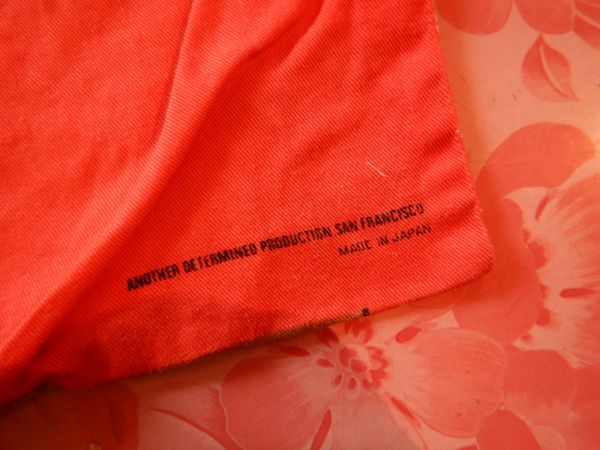 ANOTHER DETERMINED PRODUCTION, SAN FRANCISCO
MADE IN JAPAN